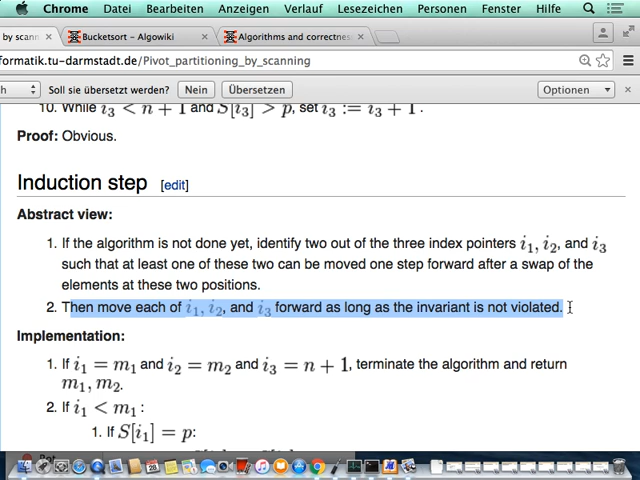 Chrome Datei Bearbeiten Anzeigen Verlauf Lesezeichen Personen Fenster Hilfe
by scann × Bucketsort - Algowiki × Algorithms and correctnes ×
formatik.tu-darmstadt.de/Pivot_partitioning_by_scanning
ch Soll sie übersetzt werden? Nein Übersetzen Optionen ×
10. While i₃ < n + 1 and S[i₃] > p, set i₃ := i₃ + 1 .
Proof: Obvious.
Induction step [edit]
Abstract view:
1. If the algorithm is not done yet, identify two out of the three index pointers i₁, i₂, and i₃
such that at least one of these two can be moved one step forward after a swap of the
elements at these two positions.
2. Then move each of i₁, i₂, and i₃ forward as long as the invariant is not violated.
Implementation:
1. If i₁ = m₁ and i₂ = m₂ and i₃ = n + 1, terminate the algorithm and return
m₁, m₂.
2. If i₁ < m₁ :
1. If S[i₁] = p: